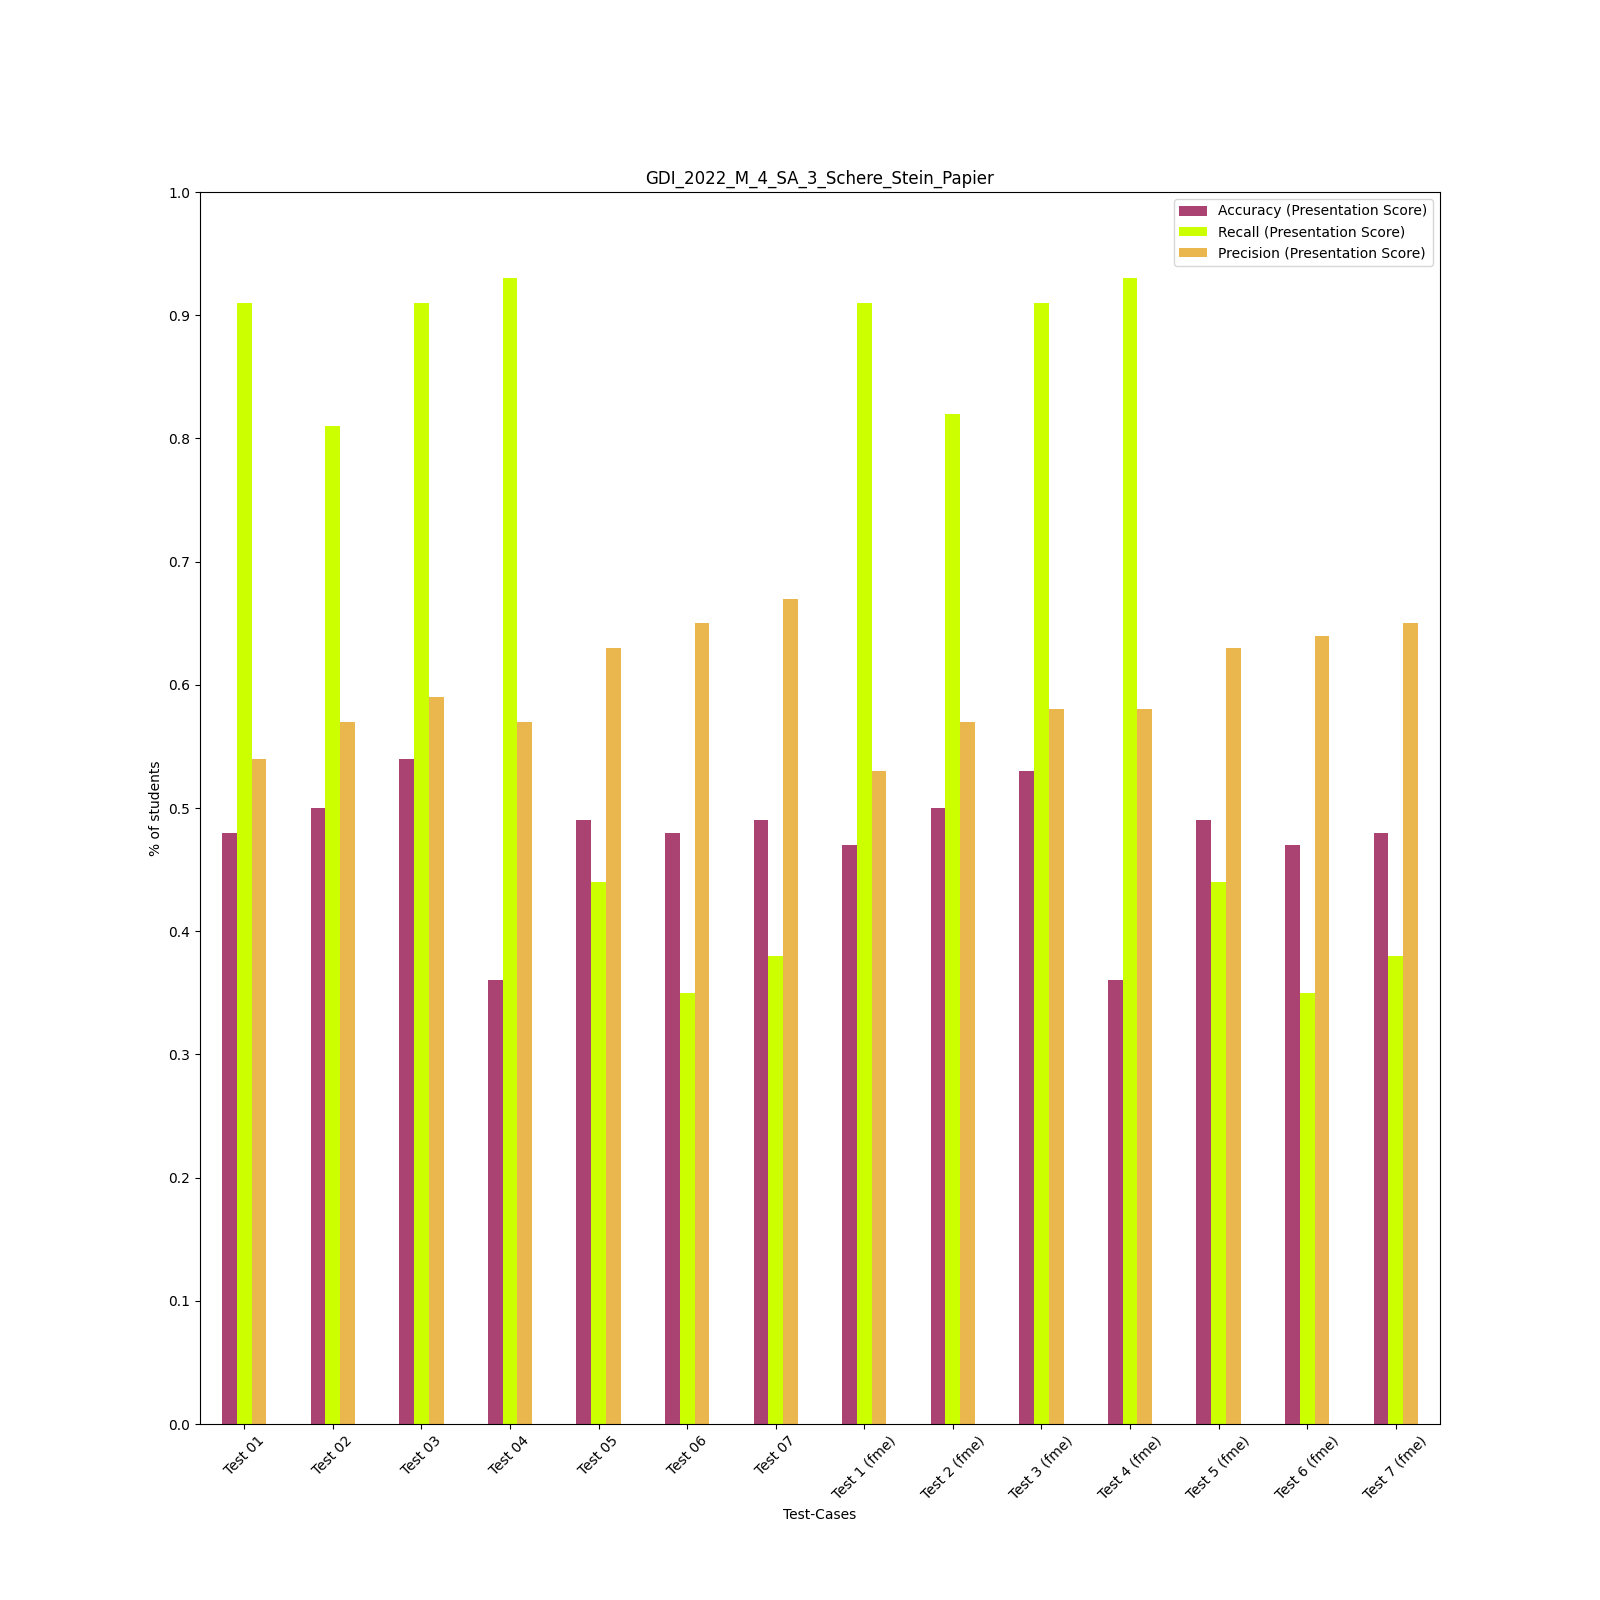 GDI_2022_M_4_SA_3_Schere_Stein_Papier
Accuracy (Presentation Score)
Recall (Presentation Score)
Precision (Presentation Score)
1.0
0.9
0.8
0.7
0.6
0.5
0.4
0.3
0.2
0.1
0.0
% of students
Test 01
Test 02
Test 03
Test 04
Test 05
Test 06
Test 07
Test 1 (fme)
Test 2 (fme)
Test 3 (fme)
Test 4 (fme)
Test 5 (fme)
Test 6 (fme)
Test 7 (fme)
Test-Cases